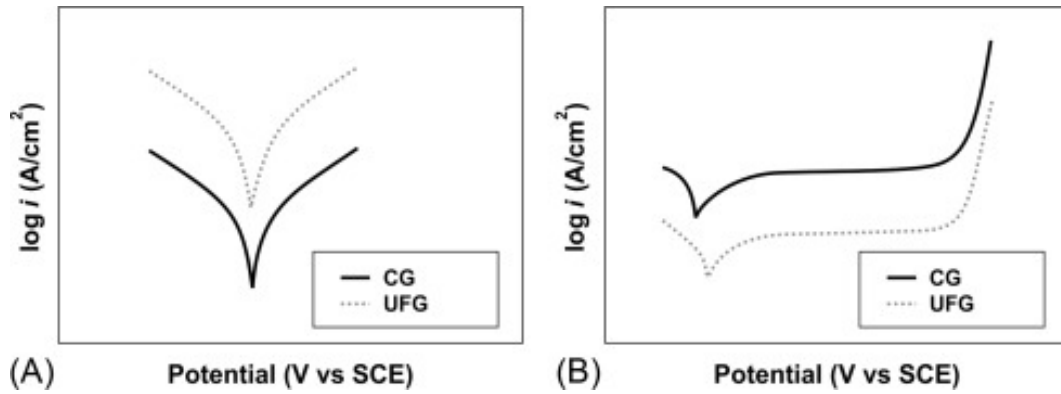 log i (A/cm²)
CG
UFG
(A)
Potential (V vs SCE)
log i (A/cm²)
CG
UFG
(B)
Potential (V vs SCE)